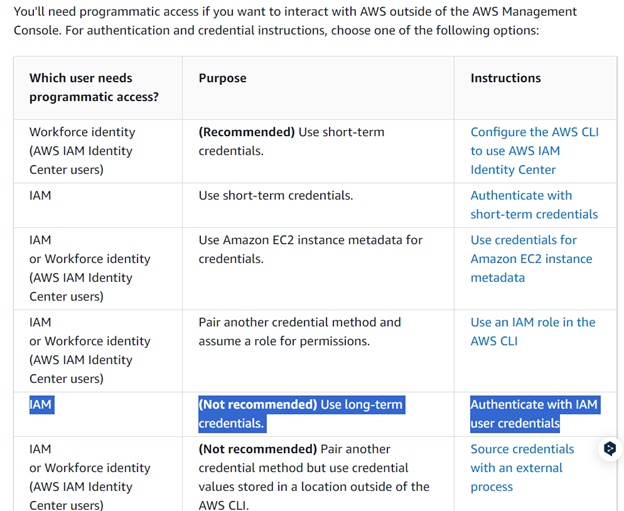 You'll need programmatic access if you want to interact with AWS outside of the AWS Management
Console. For authentication and credential instructions, choose one of the following options:
Which user needs
programmatic access?
Purpose
Instructions
Workforce identity
(AWS IAM Identity
Center users)
(Recommended) Use short-term
credentials.
Configure the AWS CLI
to use AWS IAM
Identity Center
IAM
Use short-term credentials.
Authenticate with
short-term credentials
IAM
or Workforce identity
(AWS IAM Identity
Center users)
Use Amazon EC2 instance metadata for
credentials.
Use credentials for
Amazon EC2 instance
metadata
IAM
or Workforce identity
(AWS IAM Identity
Center users)
Pair another credential method and
assume a role for permissions.
Use an IAM role in the
AWS CLI
IAM
(Not recommended) Use long-term
credentials.
Authenticate with IAM
user credentials
IAM
or Workforce identity
(AWS IAM Identity
Center users)
(Not recommended) Pair another
credential method but use credential
values stored in a location outside of the
AWS CLI.
Source credentials
with an external
process